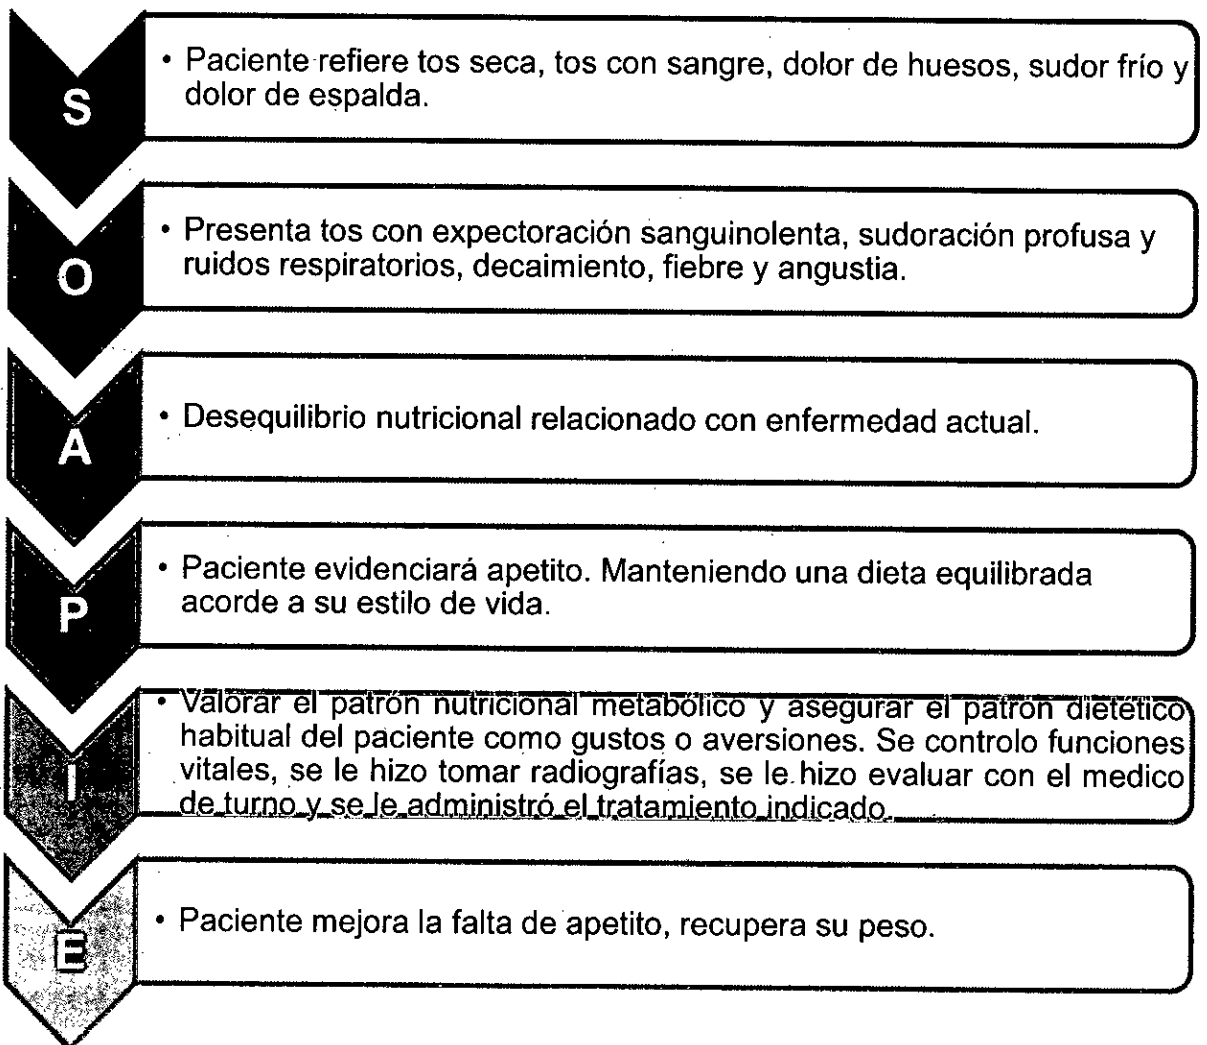 S
• Paciente refiere tos seca, tos con sangre, dolor de huesos, sudor frío y
dolor de espalda.
O
• Presenta tos con expectoración sanguinolenta, sudoración profusa y
ruidos respiratorios, decaimiento, fiebre y angustia.
A
• Desequilibrio nutricional relacionado con enfermedad actual.
P
• Paciente evidenciará apetito. Manteniendo una dieta equilibrada
acorde a su estilo de vida.
I
• Valorar el patrón nutricional metabólico y asegurar el patrón dietético
habitual del paciente como gustos o aversiones. Se controlo funciones
vitales, se le hizo tomar radiografías, se le hizo evaluar con el medico
de turno y se le administró el tratamiento indicado.
E
• Paciente mejora la falta de apetito, recupera su peso.